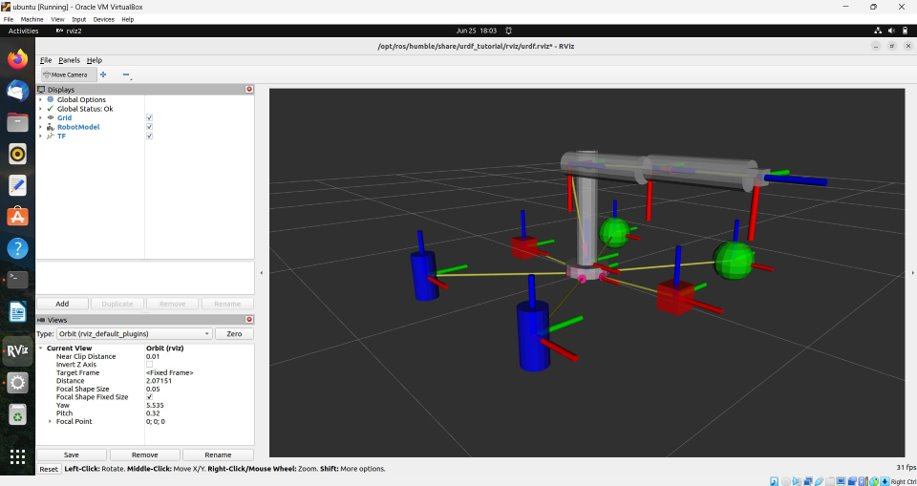 ubuntu [Running] - Oracle VM VirtualBox
File Machine View Input Devices Help
Activities rviz2 Jun 25 18:03
/opt/ros/humble/share/urdf_tutorial/rviz/urdf.rviz* - RViz
File Panels Help
Move Camera
Displays
Global Options
Global Status: Ok
Grid
RobotModel
TF
Add Duplicate Remove Rename
Views
Type: Orbit (rviz_default_plugins) Zero
Current View Orbit (rviz)
Near Clip Distance 0.01
Invert Z Axis
Target Frame <Fixed Frame>
Distance 2.07151
Focal Shape Size 0.05
Focal Shape Fixed Size
Yaw 5.535
Pitch 0.32
Focal Point 0; 0; 0
RViz
Save Remove Rename
Reset Left-Click: Rotate. Middle-Click: Move X/Y. Right-Click/Mouse Wheel: Zoom. Shift: More options. 31 fps
Right Ctrl